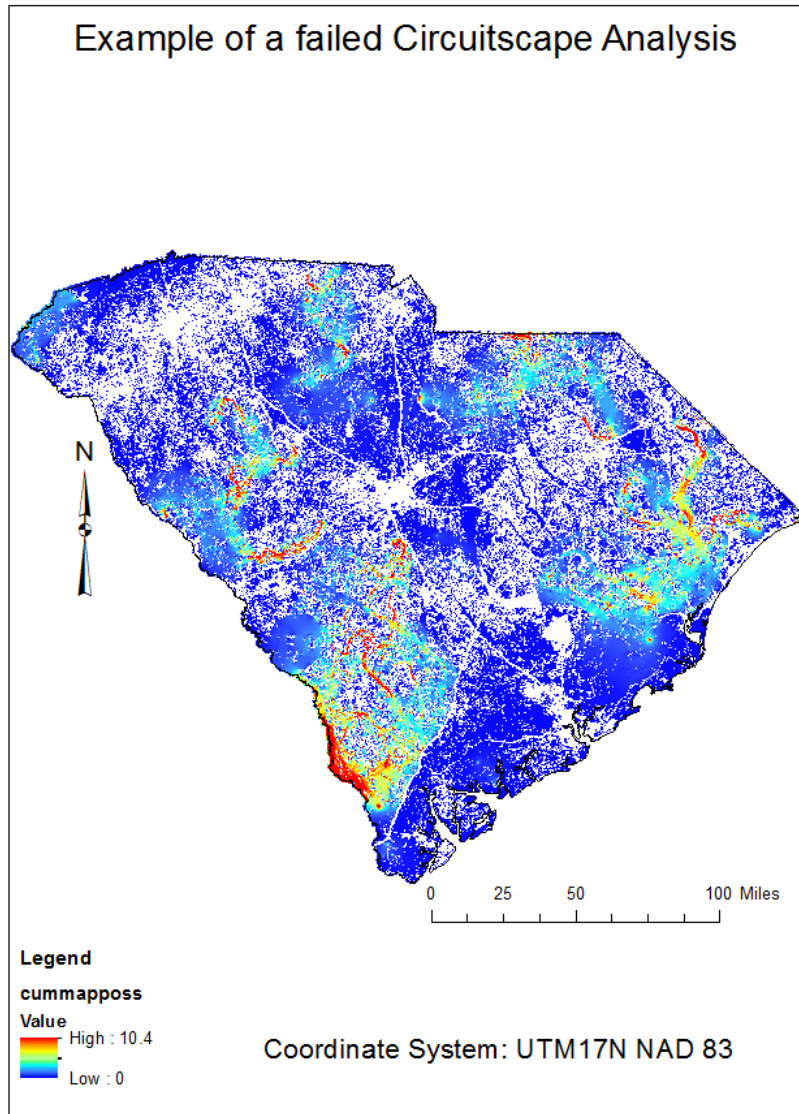 Example of a failed Circuitscape Analysis
N
0 25 50 100 Miles
Legend
cummapposs
Value
High : 10.4
Low : 0
Coordinate System: UTM17N NAD 83